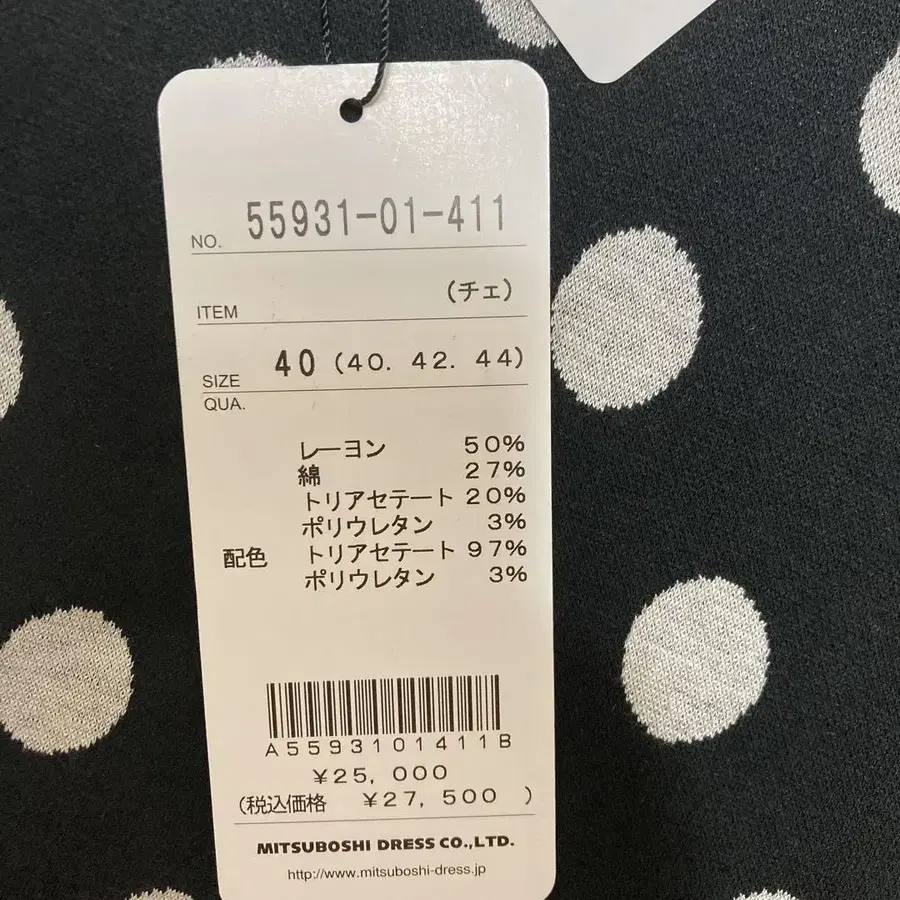 NO. 55931-01-411
ITEM (チェ)
SIZE 40 (40. 42. 44)
QUA.
レーヨン 50%
綿 27%
トリアセテート 20%
ポリウレタン 3%
配色 トリアセテート 97%
ポリウレタン 3%
A5593101411B
¥25,000
(税込価格 ¥27,500 )
MITSUBOSHI DRESS CO.,LTD.
http://www.mitsuboshi-dress.jp